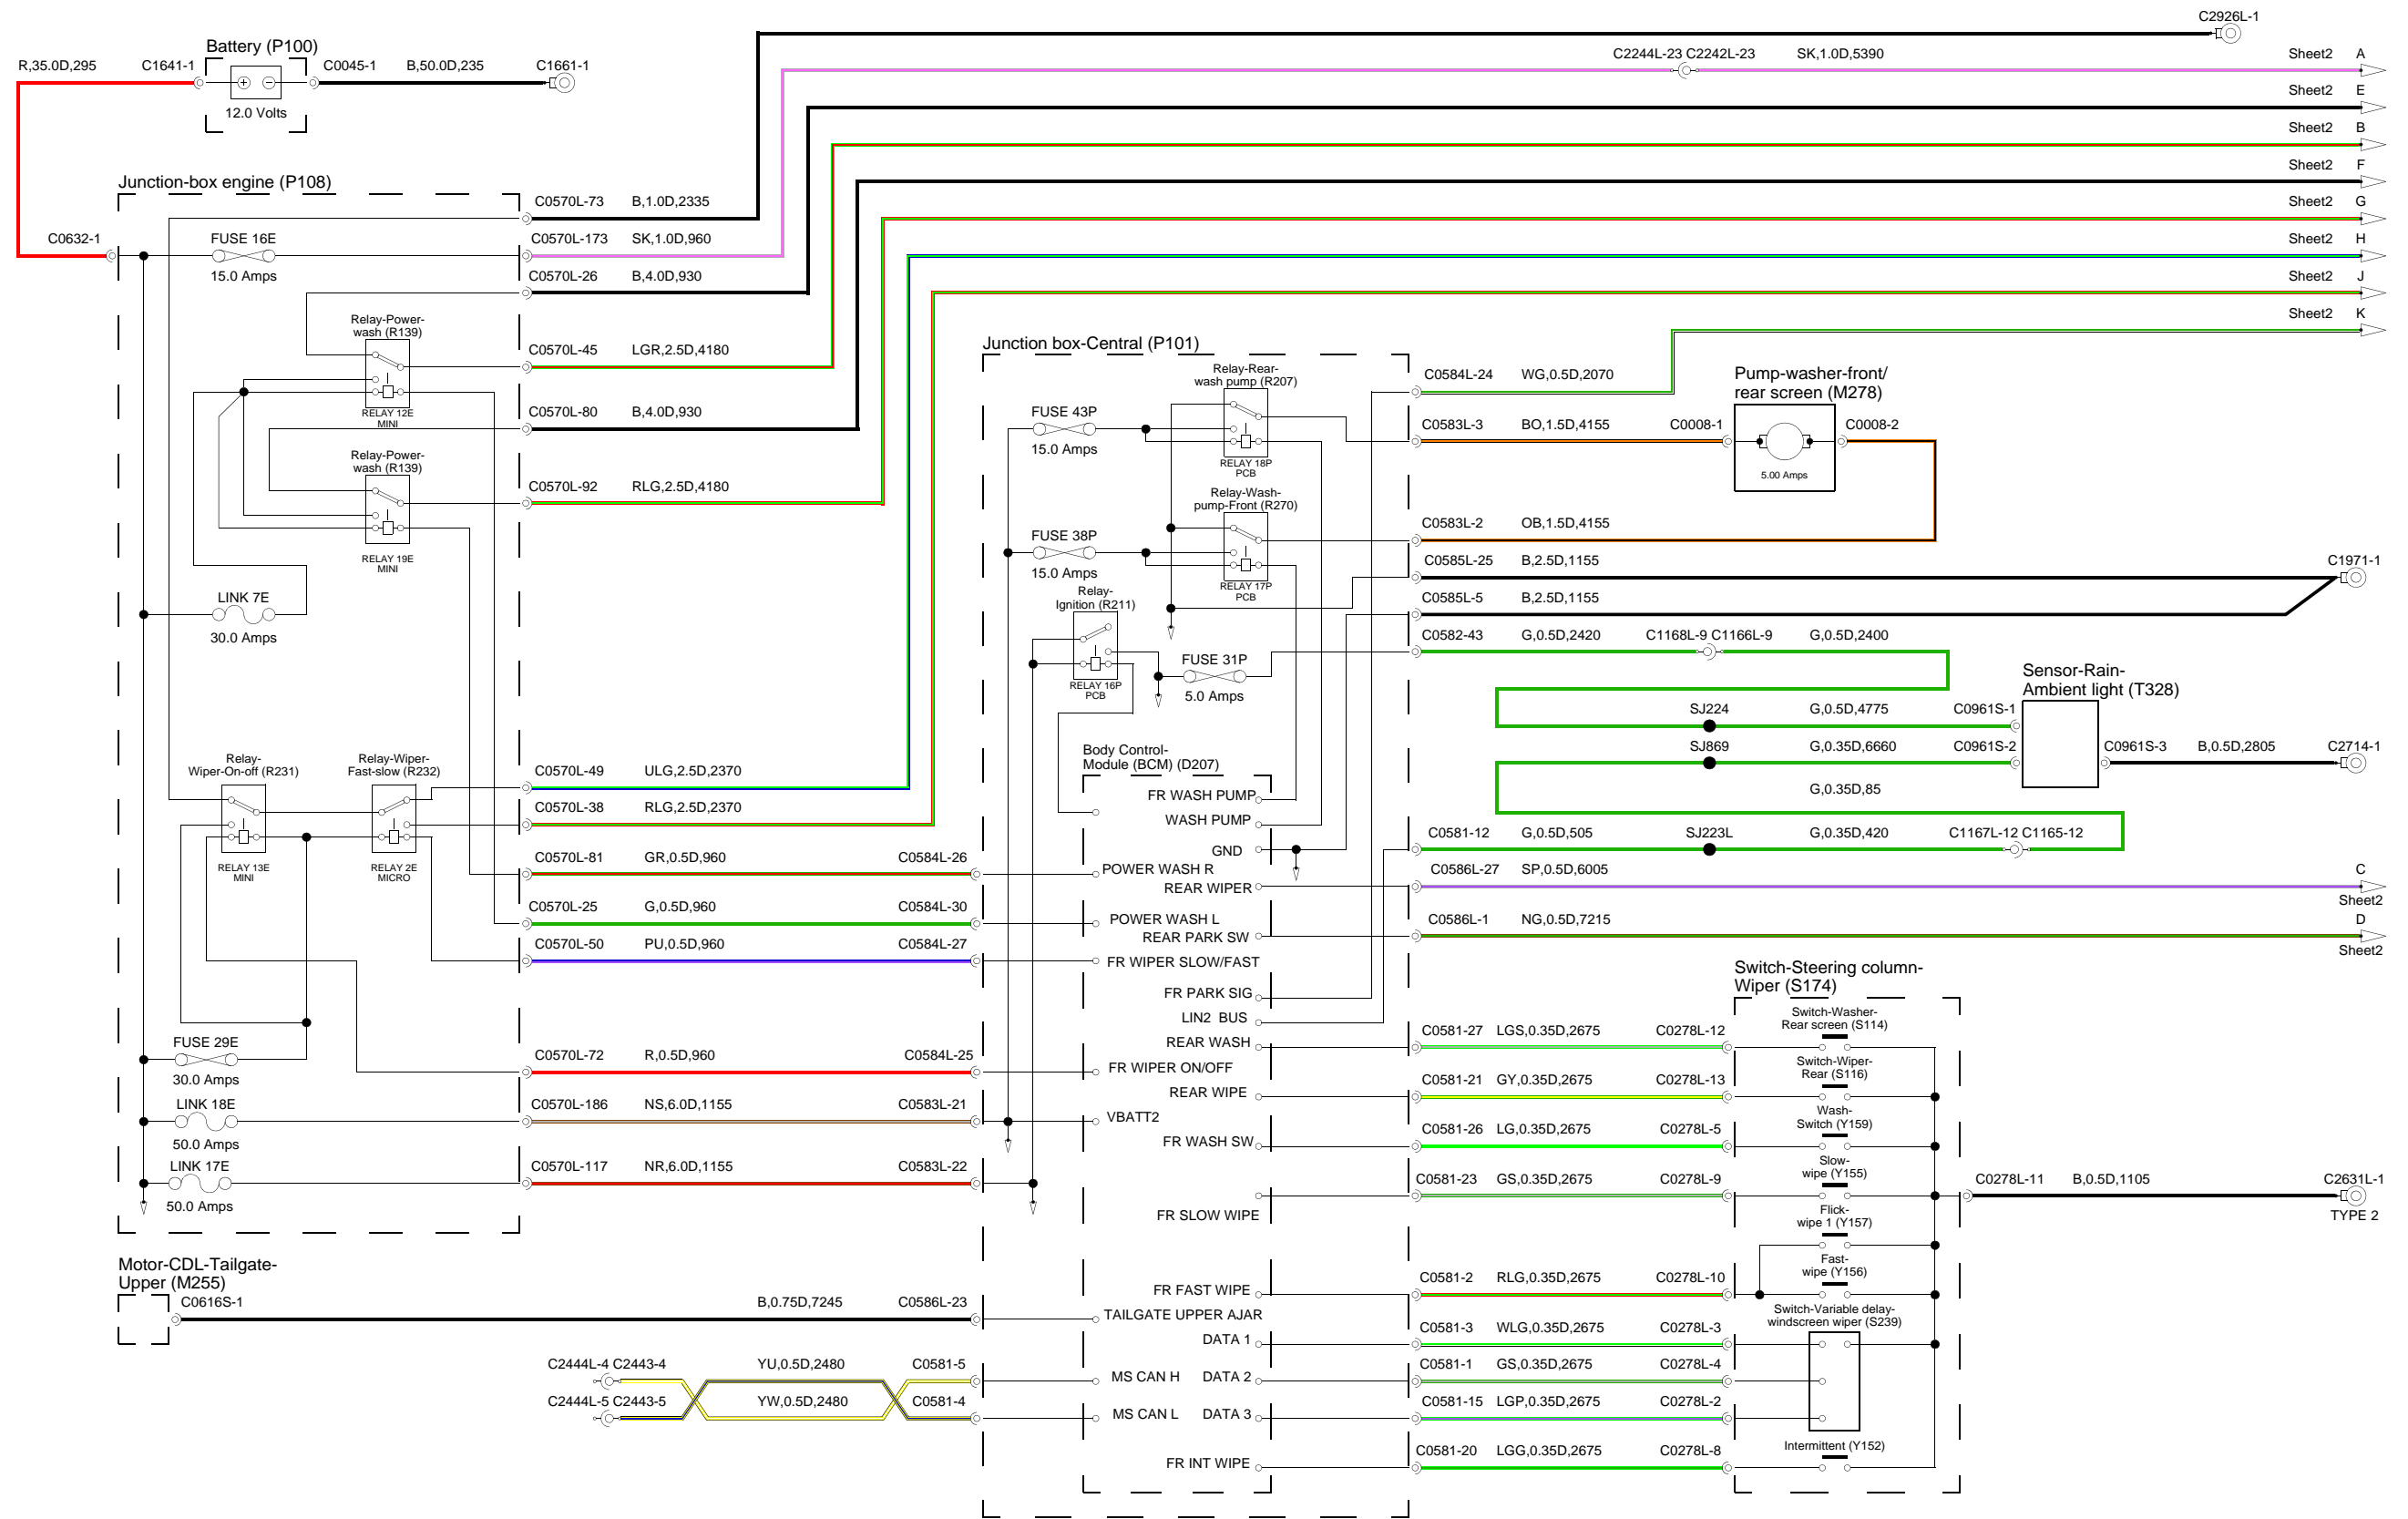 C2926L-1
Battery (P100)
R,35.0D,295
C1641-1
C0045-1
B,50.0D,235
C1661-1
12.0 Volts
C2244L-23 C2242L-23
SK,1.0D,5390
Sheet2 A
Sheet2 E
Sheet2 B
Sheet2 F
Sheet2 G
Sheet2 H
Sheet2 J
Sheet2 K
Junction-box engine (P108)
C0632-1
FUSE 16E
15.0 Amps
C0570L-73
B,1.0D,2335
C0570L-173
SK,1.0D,960
C0570L-26
B,4.0D,930
Relay-Power-
wash (R139)
RELAY 12E
MINI
C0570L-45
LGR,2.5D,4180
C0570L-80
B,4.0D,930
Relay-Power-
wash (R139)
RELAY 19E
MINI
C0570L-92
RLG,2.5D,4180
LINK 7E
30.0 Amps
Relay-
Wiper-On-off (R231)
RELAY 13E
MINI
Relay-Wiper-
Fast-slow (R232)
RELAY 2E
MICRO
C0570L-49
ULG,2.5D,2370
C0570L-38
RLG,2.5D,2370
C0570L-81
GR,0.5D,960
C0584L-26
C0570L-25
G,0.5D,960
C0584L-30
C0570L-50
PU,0.5D,960
C0584L-27
FUSE 29E
30.0 Amps
C0570L-72
R,0.5D,960
C0584L-25
LINK 18E
50.0 Amps
C0570L-186
NS,6.0D,1155
C0583L-21
LINK 17E
50.0 Amps
C0570L-117
NR,6.0D,1155
C0583L-22
Motor-CDL-Tailgate-
Upper (M255)
C0616S-1
B,0.75D,7245
C0586L-23
C2444L-4 C2443-4
YU,0.5D,2480
C0581-5
C2444L-5 C2443-5
YW,0.5D,2480
C0581-4
Junction box-Central (P101)
Relay-Rear-
wash pump (R207)
FUSE 43P
15.0 Amps
RELAY 18P
PCB
Relay-Wash-
pump-Front (R270)
FUSE 38P
15.0 Amps
RELAY 17P
PCB
Relay-
Ignition (R211)
RELAY 16P
PCB
FUSE 31P
5.0 Amps
Body Control-
Module (BCM) (D207)
FR WASH PUMP
WASH PUMP
GND
POWER WASH R
REAR WIPER
POWER WASH L
REAR PARK SW
FR WIPER SLOW/FAST
FR PARK SIG
LIN2 BUS
REAR WASH
FR WIPER ON/OFF
REAR WIPE
VBATT2
FR WASH SW
FR SLOW WIPE
FR FAST WIPE
TAILGATE UPPER AJAR
DATA 1
MS CAN H
DATA 2
MS CAN L
DATA 3
FR INT WIPE
C0584L-24
WG,0.5D,2070
Pump-washer-front/
rear screen (M278)
C0583L-3
BO,1.5D,4155
C0008-1
C0008-2
5.00 Amps
C0583L-2
OB,1.5D,4155
C0585L-25
B,2.5D,1155
C1971-1
C0585L-5
B,2.5D,1155
C0582-43
G,0.5D,2420
C1168L-9 C1166L-9
G,0.5D,2400
Sensor-Rain-
Ambient light (T328)
SJ224
G,0.5D,4775
C0961S-1
SJ869
G,0.35D,6660
C0961S-2
C0961S-3
B,0.5D,2805
C2714-1
G,0.35D,85
C0581-12
G,0.5D,505
SJ223L
G,0.35D,420
C1167L-12 C1165-12
C0586L-27
SP,0.5D,6005
C
Sheet2
C0586L-1
NG,0.5D,7215
D
Sheet2
Switch-Steering column-
Wiper (S174)
Switch-Washer-
Rear screen (S114)
C0581-27
LGS,0.35D,2675
C0278L-12
Switch-Wiper-
Rear (S116)
C0581-21
GY,0.35D,2675
C0278L-13
Wash-
Switch (Y159)
C0581-26
LG,0.35D,2675
C0278L-5
Slow-
wipe (Y155)
C0581-23
GS,0.35D,2675
C0278L-9
C0278L-11
B,0.5D,1105
C2631L-1
TYPE 2
Flick-
wipe 1 (Y157)
Fast-
wipe (Y156)
C0581-2
RLG,0.35D,2675
C0278L-10
Switch-Variable delay-
windscreen wiper (S239)
C0581-3
WLG,0.35D,2675
C0278L-3
C0581-1
GS,0.35D,2675
C0278L-4
C0581-15
LGP,0.35D,2675
C0278L-2
Intermittent (Y152)
C0581-20
LGG,0.35D,2675
C0278L-8